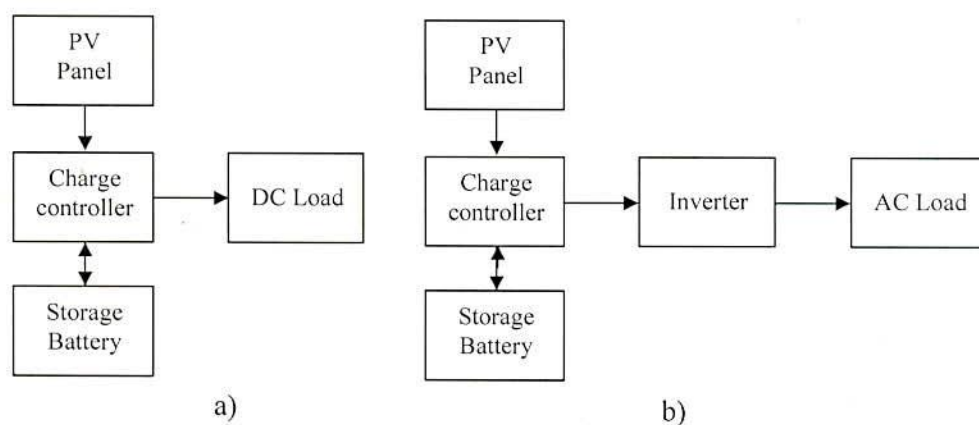 PV
Panel
Charge
controller
DC Load
Storage
Battery
a)
PV
Panel
Charge
controller
Inverter
AC Load
Storage
Battery
b)